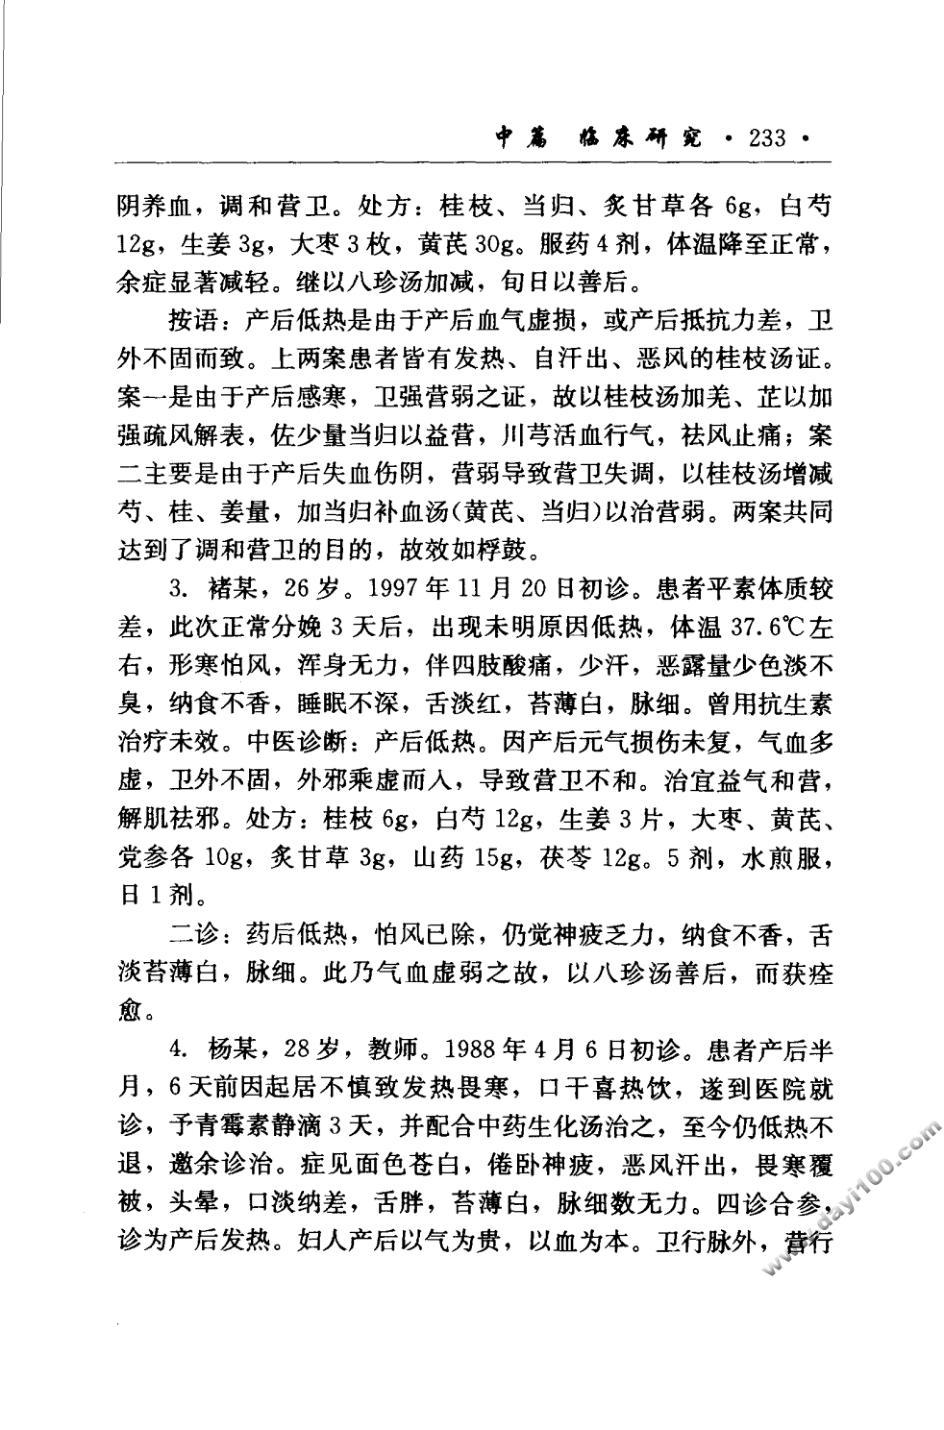 中篇 临床研究 · 233 ·
阴养血，调和营卫。处方：桂枝、当归、炙甘草各 6g，白芍
12g，生姜 3g，大枣 3 枚，黄芪 30g。服药 4 剂，体温降至正常，
余症显著减轻。继以八珍汤加减，旬日以善后。
按语：产后低热是由于产后血气虚损，或产后抵抗力差，卫
外不固而致。上两案患者皆有发热、自汗出、恶风的桂枝汤证。
案一是由于产后感寒，卫强营弱之证，故以桂枝汤加羌、芷以加
强疏风解表，佐少量当归以益营，川芎活血行气，祛风止痛；案
二主要是由于产后失血伤阴，营弱导致营卫失调，以桂枝汤增减
芍、桂、姜量，加当归补血汤（黄芪、当归）以治营弱。两案共同
达到了调和营卫的目的，故效如桴鼓。
3. 褚某，26 岁。1997 年 11 月 20 日初诊。患者平素体质较
差，此次正常分娩 3 天后，出现未明原因低热，体温 37.6℃左
右，形寒怕风，浑身无力，伴四肢酸痛，少汗，恶露量少色淡不
臭，纳食不香，睡眠不深，舌淡红，苔薄白，脉细。曾用抗生素
治疗未效。中医诊断：产后低热。因产后元气损伤未复，气血多
虚，卫外不固，外邪乘虚而入，导致营卫不和。治宜益气和营，
解肌祛邪。处方：桂枝 6g，白芍 12g，生姜 3 片，大枣、黄芪、
党参各 10g，炙甘草 3g，山药 15g，茯苓 12g。5 剂，水煎服，
日 1 剂。
二诊：药后低热，怕风已除，仍觉神疲乏力，纳食不香，舌
淡苔薄白，脉细。此乃气血虚弱之故，以八珍汤善后，而获痊
愈。
4. 杨某，28 岁，教师。1988 年 4 月 6 日初诊。患者产后半
月，6 天前因起居不慎致发热畏寒，口干喜热饮，遂到医院就
诊，予青霉素静滴 3 天，并配合中药生化汤治之，至今仍低热不
退，邀余诊治。症见面色苍白，倦卧神疲，恶风汗出，畏寒覆
被，头晕，口淡纳差，舌胖，苔薄白，脉细数无力。四诊合参，
诊为产后发热。妇人产后以气为贵，以血为本。卫行脉外，营行
www.dayi100.com